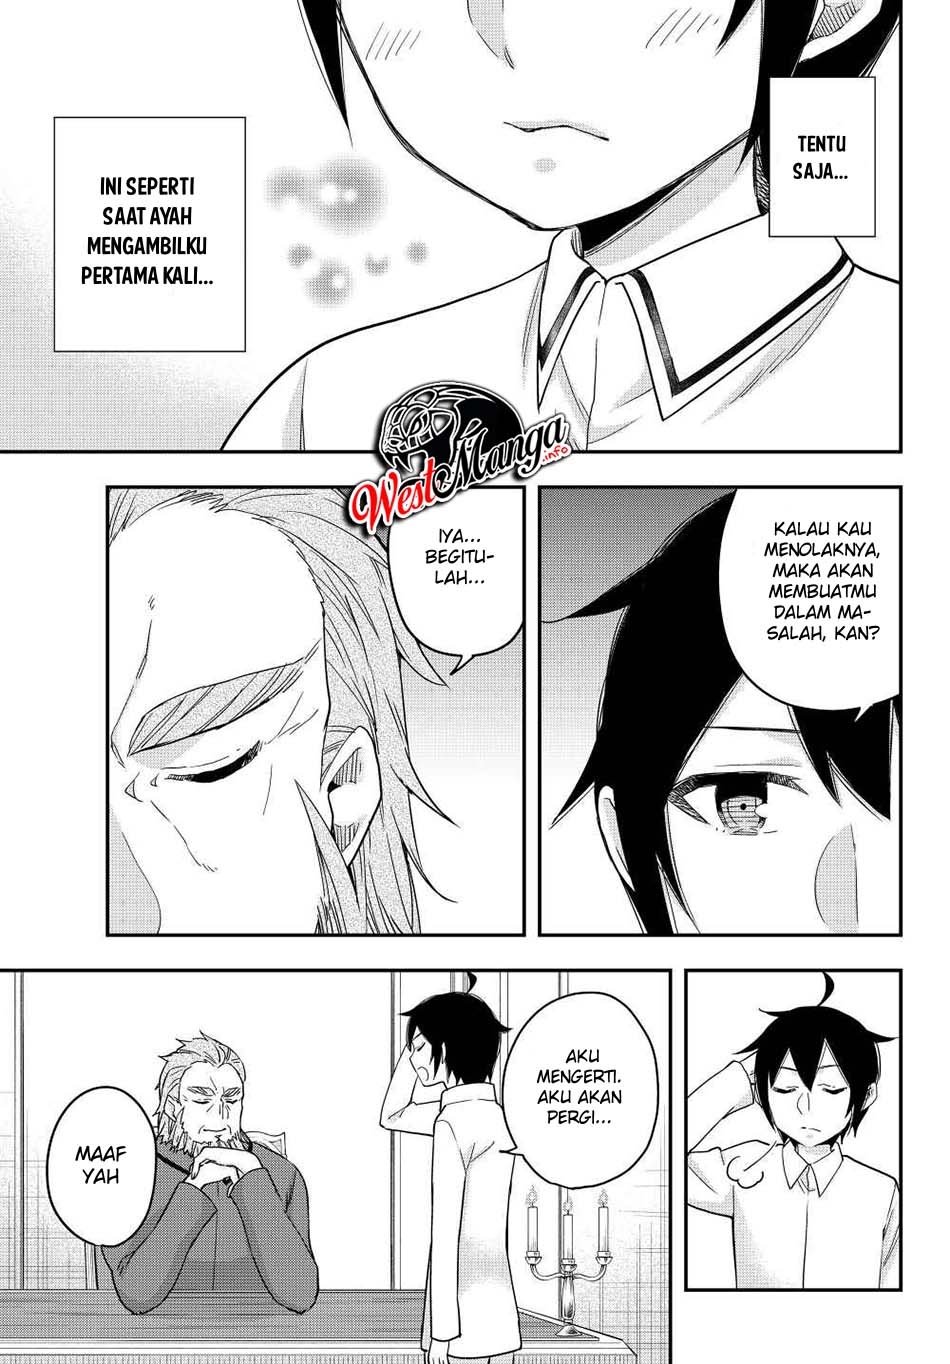 TENTU
SAJA...
INI SEPERTI
SAAT AYAH
MENGAMBILKU
PERTAMA KALI...
WestManga
.info
KALAU KAU
MENOLAKNYA,
MAKA AKAN
MEMBUATMU
DALAM MA-
SALAH, KAN?
IYA...
BEGITU-
LAH...
AKU
MENGERTI.
AKU AKAN
PERGI...
MAAF
YAH